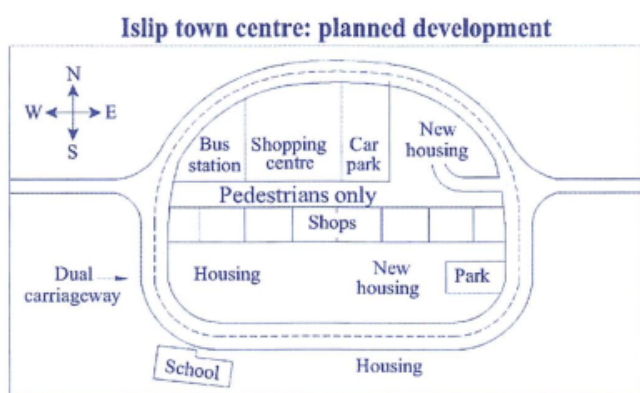 Islip town centre: planned development
N
W E
S
Bus
station
Shopping
centre
Car
park
New
housing
Pedestrians only
Shops
Dual
carriageway
Housing
New
housing
Park
School
Housing